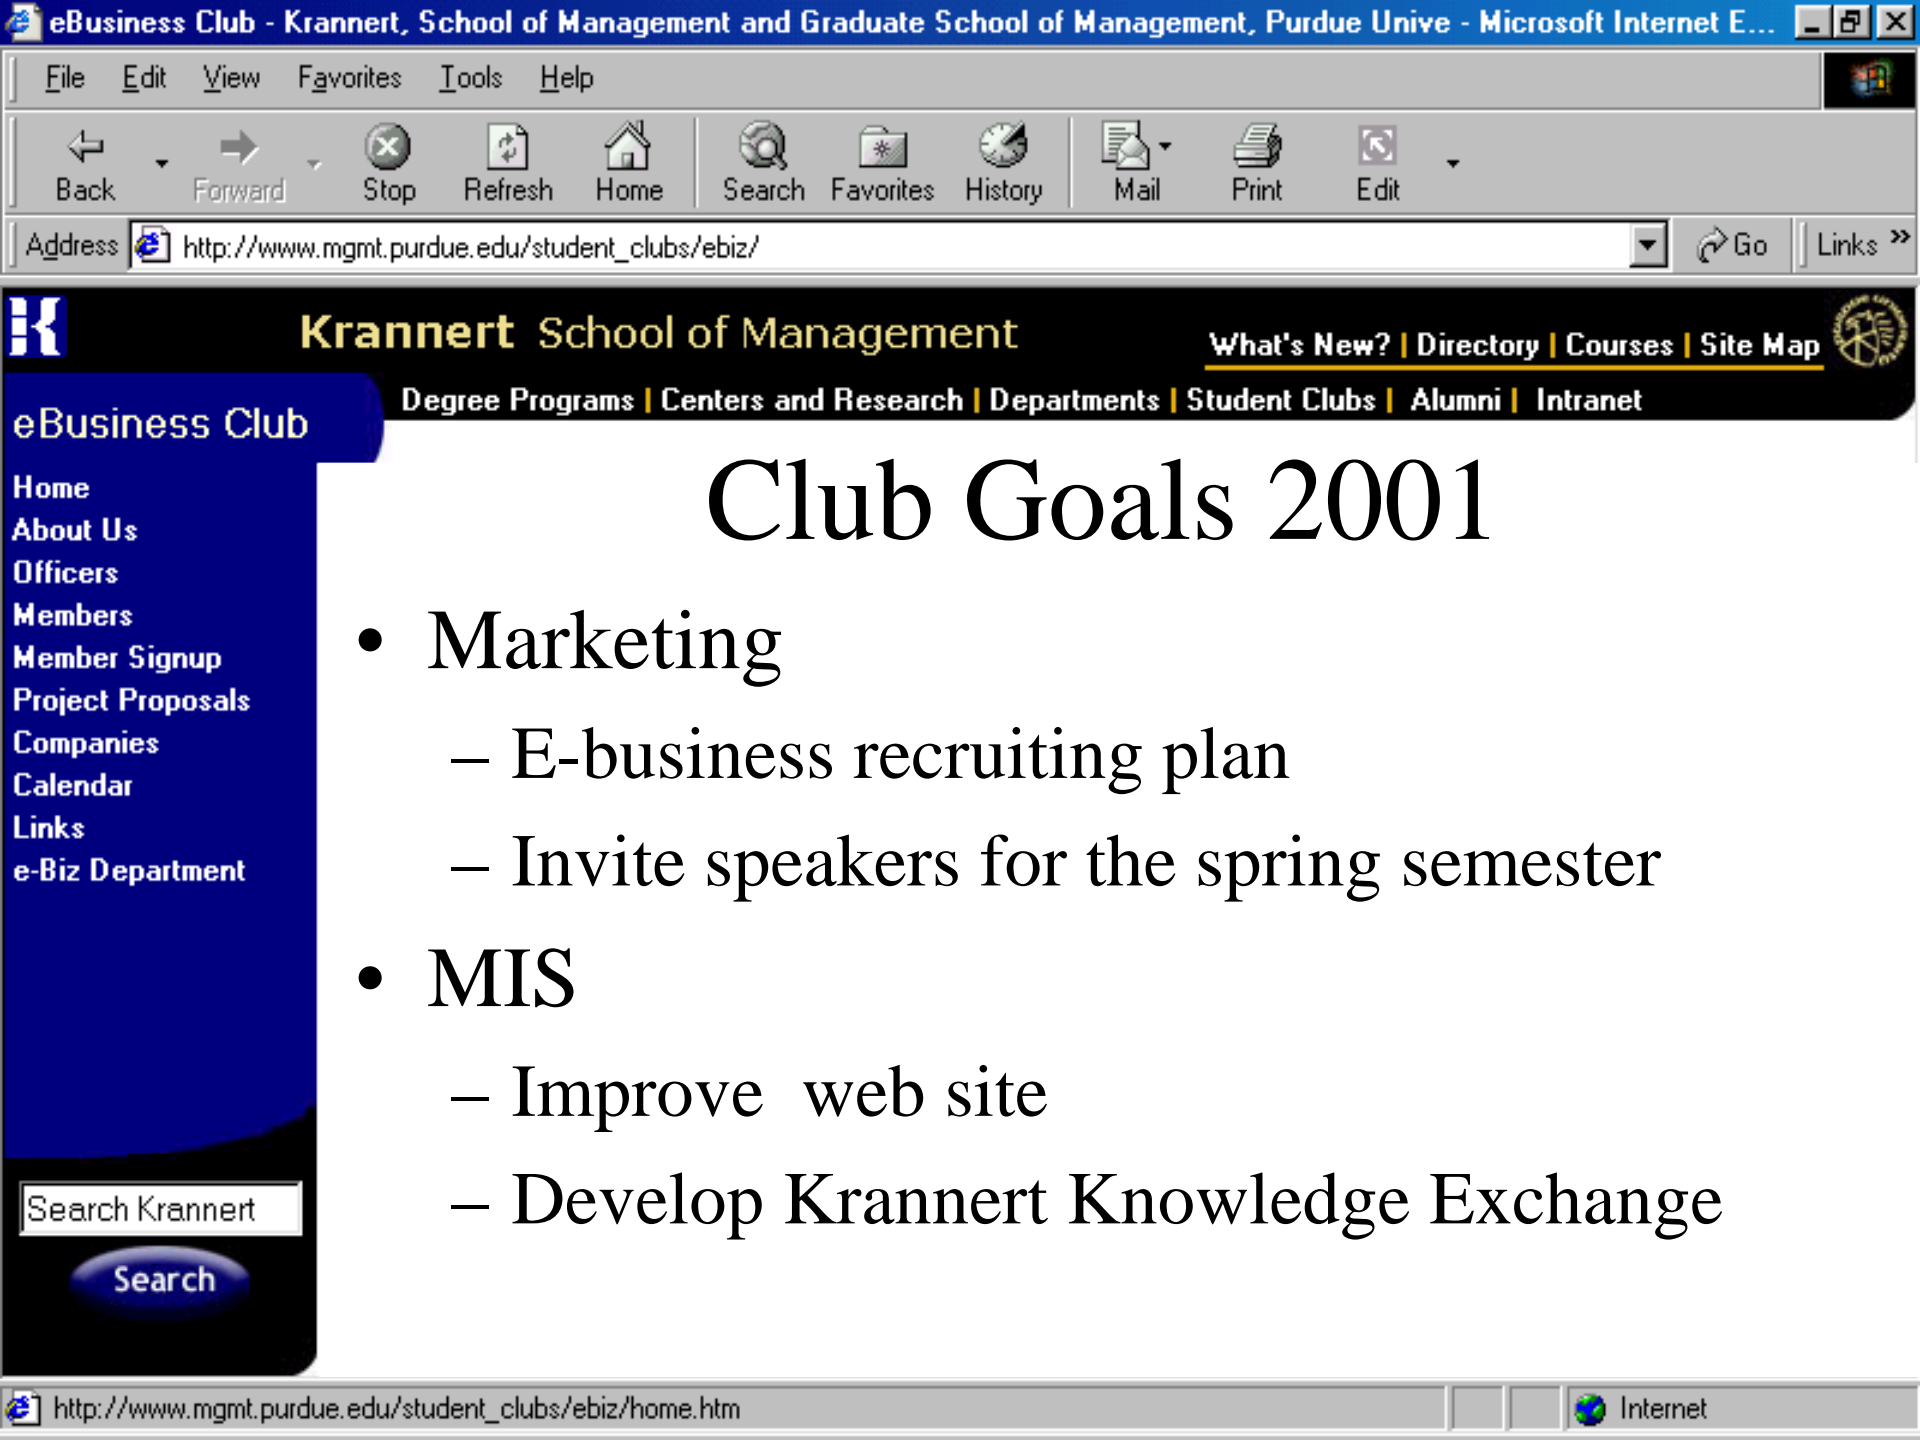 eBusiness Club - Krannert, School of Management and Graduate School of Management, Purdue Unive - Microsoft Internet E...
File Edit View Favorites Tools Help
Back Forward Stop Refresh Home Search Favorites History Mail Print Edit
Address http://www.mgmt.purdue.edu/student_clubs/ebiz/ Go Links »
Krannert School of Management
What's New? | Directory | Courses | Site Map
Degree Programs | Centers and Research | Departments | Student Clubs | Alumni | Intranet
eBusiness Club
Home
About Us
Officers
Members
Member Signup
Project Proposals
Companies
Calendar
Links
e-Biz Department
Search Krannert
Search
Club Goals 2001
• Marketing
– E-business recruiting plan
– Invite speakers for the spring semester
• MIS
– Improve  web site
– Develop Krannert Knowledge Exchange
http://www.mgmt.purdue.edu/student_clubs/ebiz/home.htm Internet